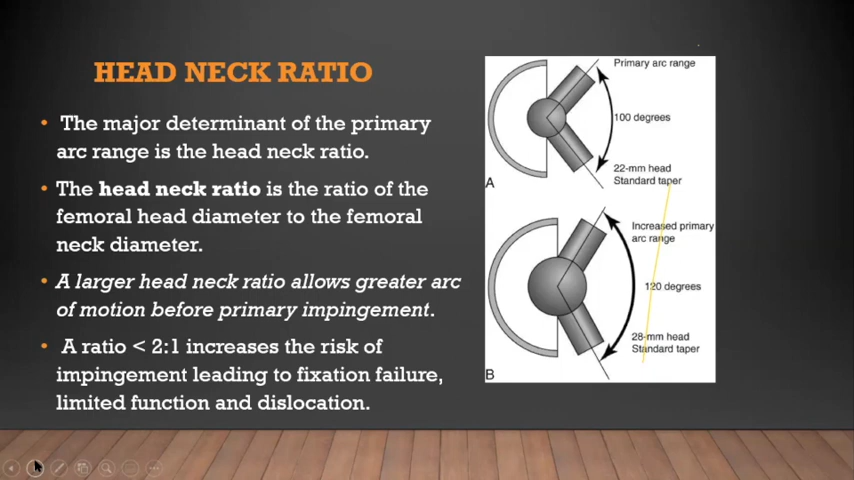 HEAD NECK RATIO
• The major determinant of the primary
arc range is the head neck ratio.
• The head neck ratio is the ratio of the
femoral head diameter to the femoral
neck diameter.
• A larger head neck ratio allows greater arc
of motion before primary impingement.
• A ratio < 2:1 increases the risk of
impingement leading to fixation failure,
limited function and dislocation.
Primary arc range
100 degrees
22-mm head
Standard taper
A
Increased primary
arc range
120 degrees
28-mm head
Standard taper
B